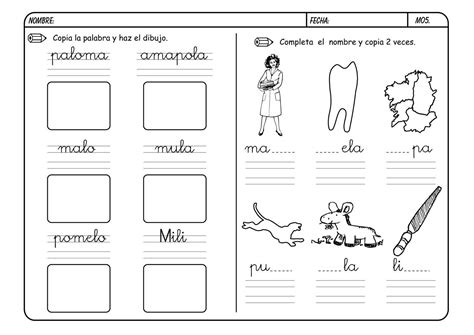 NOMBRE: FECHA: M05.
Copia la palabra y haz el dibujo.
paloma amapola
malo mula
pomelo Mili
Completa el nombre y copia 2 veces.
ma...... ......ela ......pa
pu...... ......la li......